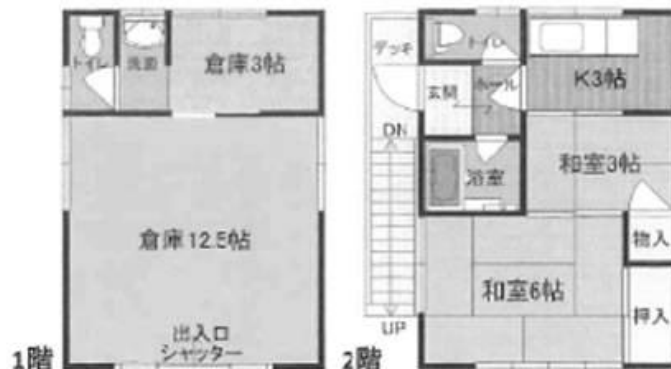 トイレ
洗面
倉庫3帖
倉庫12.5帖
出入口
シャッター
1階
デッキ
トイレ
玄関
ホール
K3帖
DN
浴室
和室3帖
物入
和室6帖
押入
UP
2階